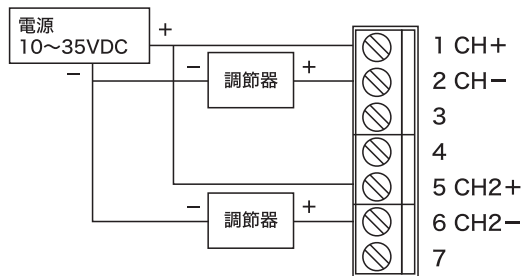 電源
10〜35VDC
+
−
− 調節器 +
− 調節器 +
1 CH+
2 CH−
3
4
5 CH2+
6 CH2−
7